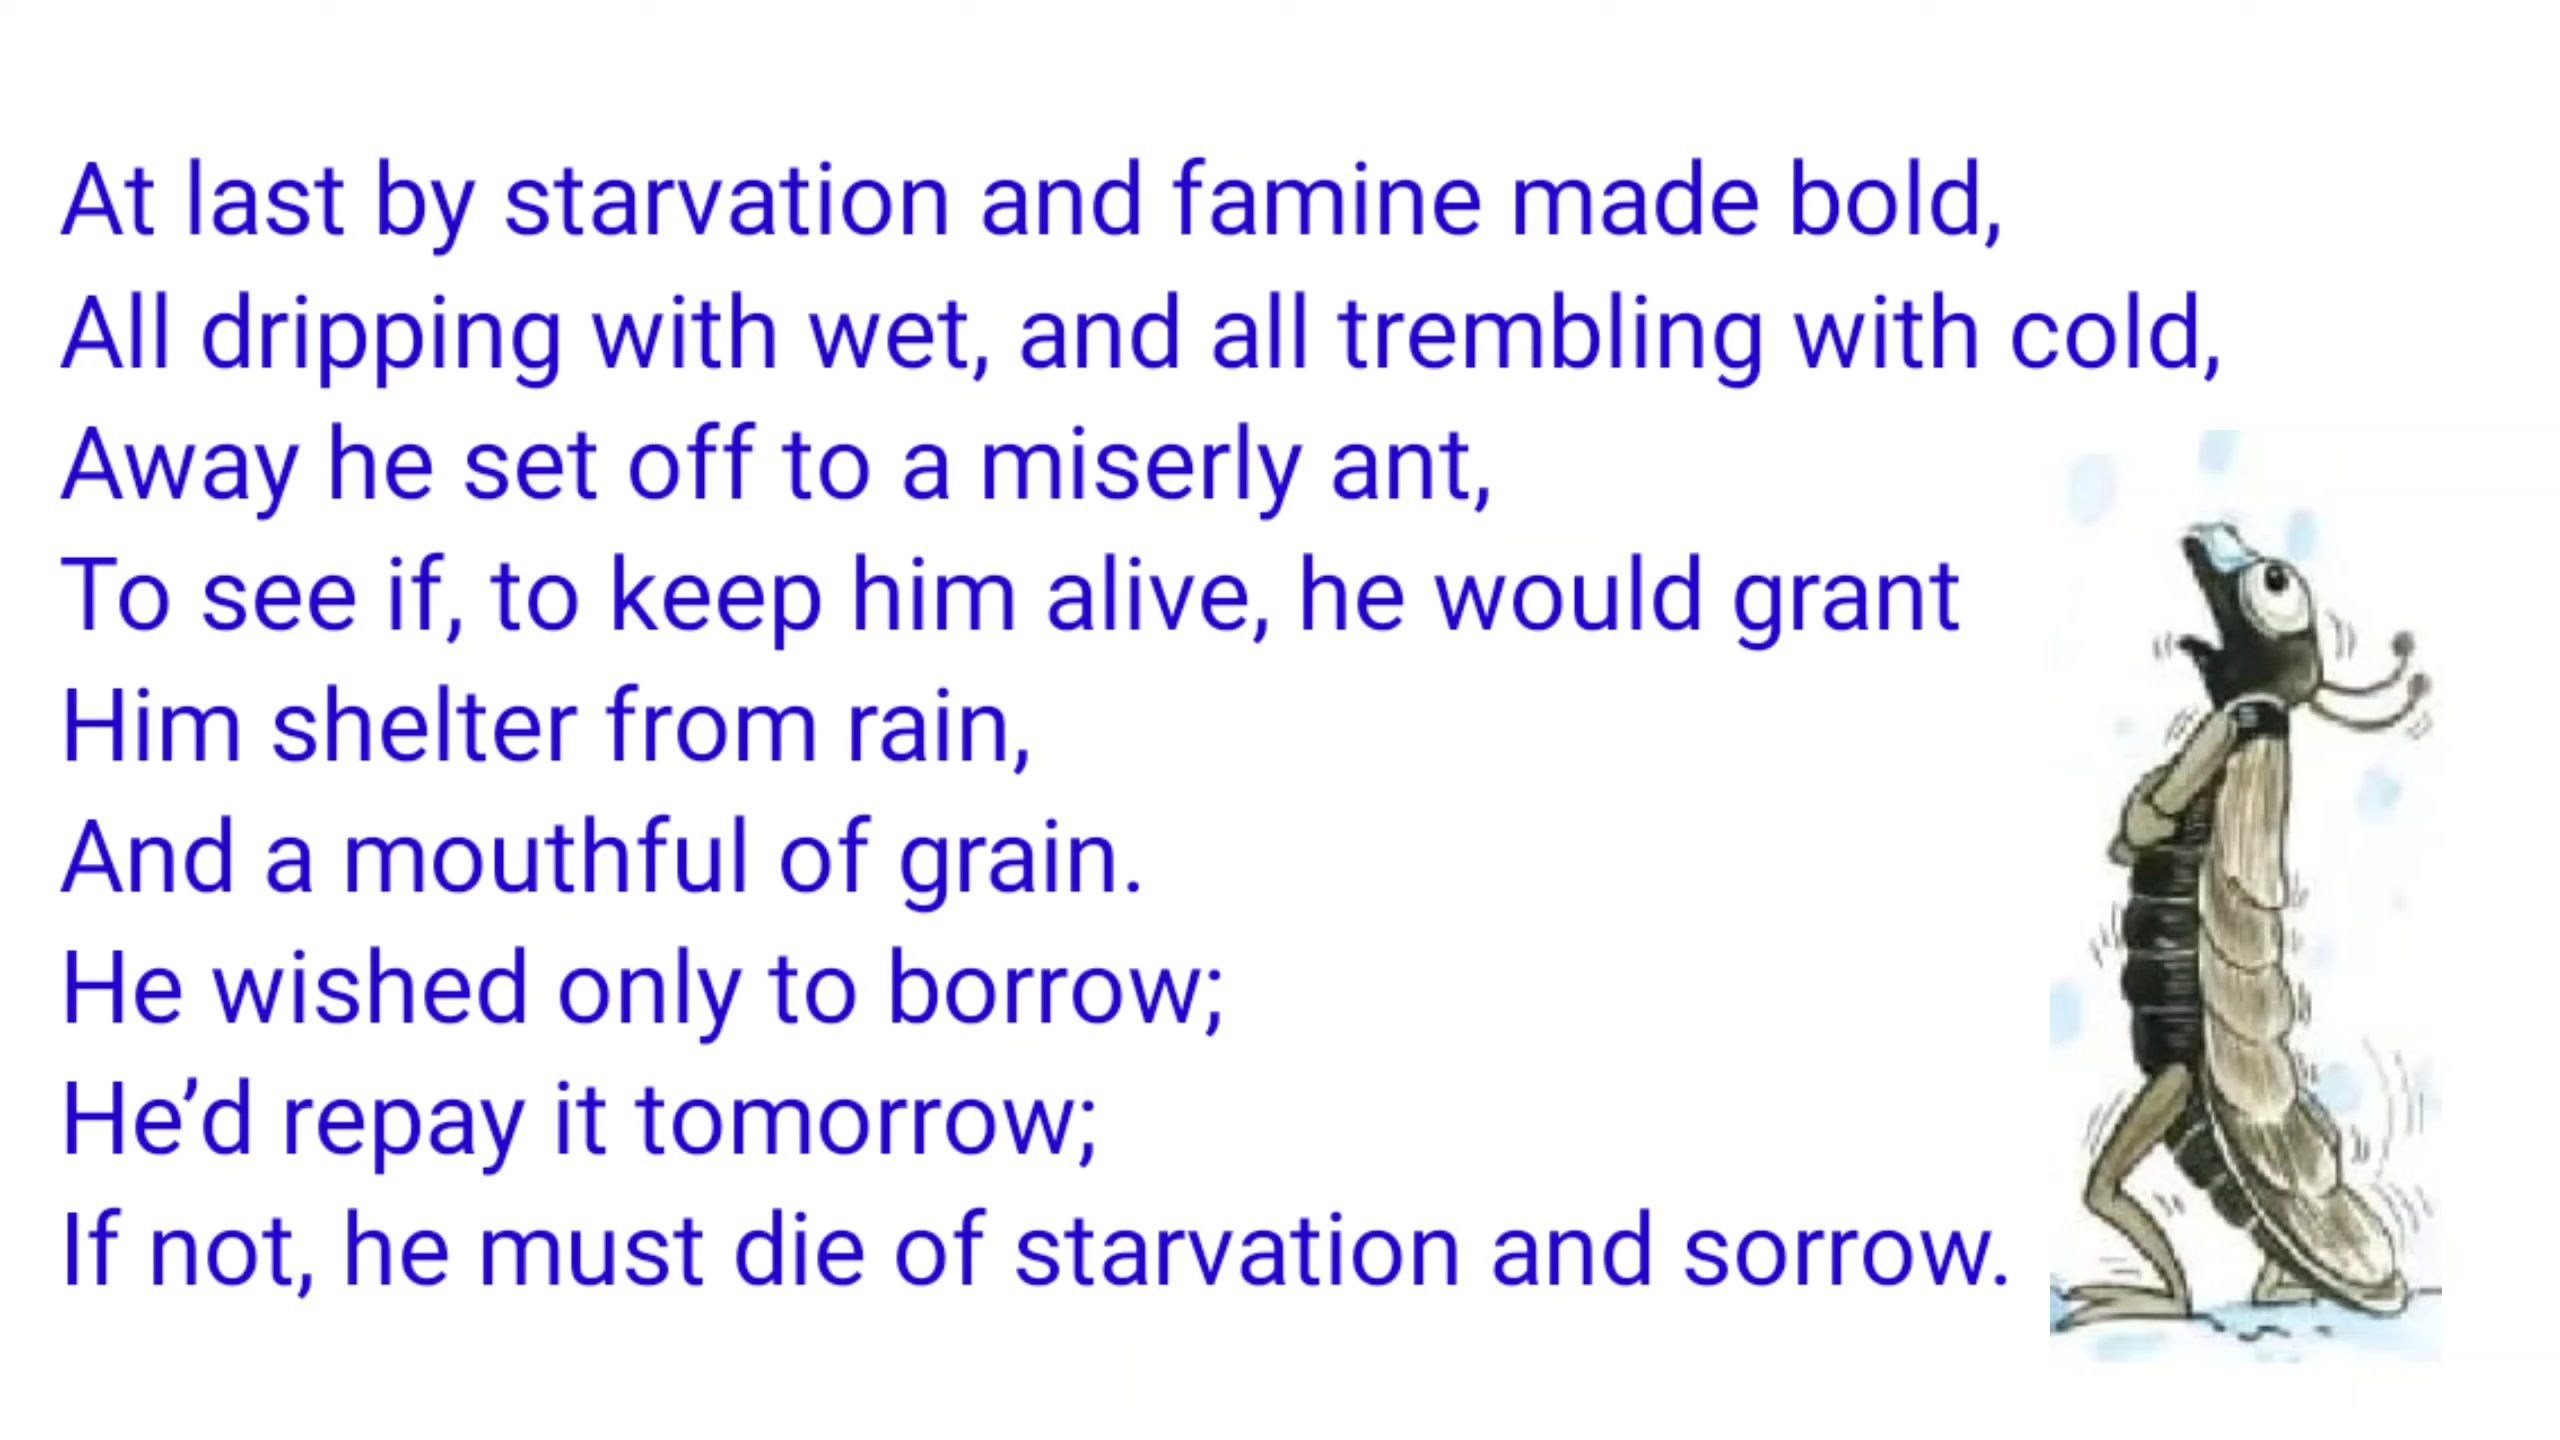 At last by starvation and famine made bold,
All dripping with wet, and all trembling with cold,
Away he set off to a miserly ant,
To see if, to keep him alive, he would grant
Him shelter from rain,
And a mouthful of grain.
He wished only to borrow;
He’d repay it tomorrow;
If not, he must die of starvation and sorrow.